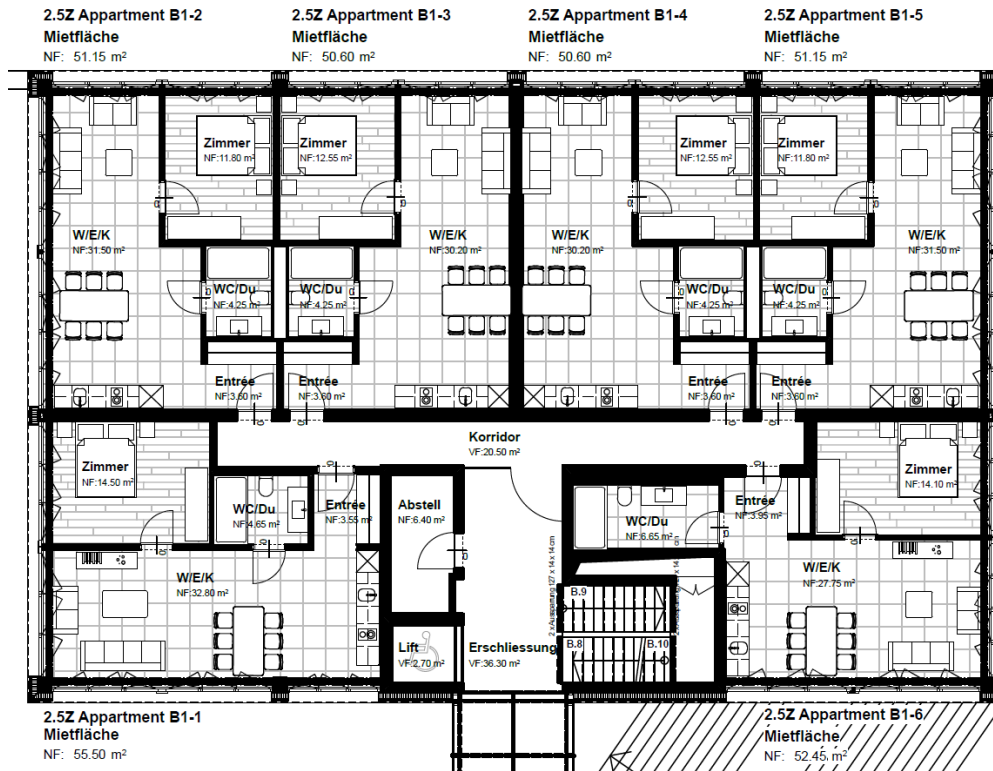 2.5Z Appartment B1-2
Mietfläche
NF: 51.15 m²
2.5Z Appartment B1-3
Mietfläche
NF: 50.60 m²
2.5Z Appartment B1-4
Mietfläche
NF: 50.60 m²
2.5Z Appartment B1-5
Mietfläche
NF: 51.15 m²
Zimmer
NF:11.80 m²
Zimmer
NF:12.55 m²
Zimmer
NF:12.55 m²
Zimmer
NF:11.80 m²
W/E/K
NF:31.50 m²
W/E/K
NF:30.20 m²
W/E/K
NF:30.20 m²
W/E/K
NF:31.50 m²
WC/Du
NF:4.25 m²
WC/Du
NF:4.25 m²
WC/Du
NF:4.25 m²
WC/Du
NF:4.25 m²
Entrée
NF:3.60 m²
Entrée
NF:3.60 m²
Entrée
NF:3.60 m²
Entrée
NF:3.60 m²
Korridor
VF:20.50 m²
Zimmer
NF:14.50 m²
WC/Du
NF:4.65 m²
Entrée
NF:3.55 m²
Abstell
NF:6.40 m²
WC/Du
NF:6.65 m²
Entrée
NF:3.95 m²
Zimmer
NF:14.10 m²
W/E/K
NF:32.80 m²
W/E/K
NF:27.75 m²
2 x Aussparung 127 x 14 x 14 cm
B.9
B.8
B.10
Lift
VF:2.70 m²
Erschliessung
VF:36.30 m²
2.5Z Appartment B1-1
Mietfläche
NF: 55.50 m²
2.5Z Appartment B1-6
Mietfläche
NF: 52.45 m²